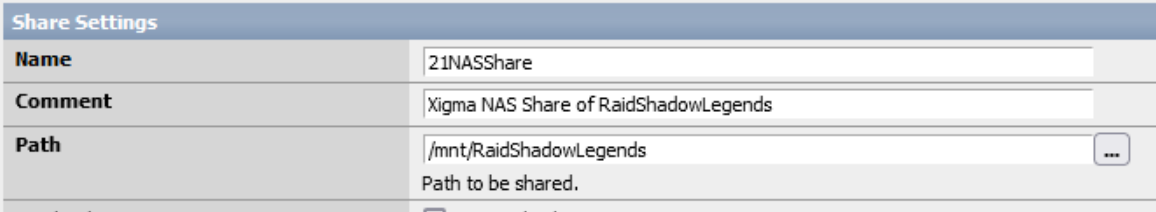 Share Settings
Name 21NASShare
Comment Xigma NAS Share of RaidShadowLegends
Path /mnt/RaidShadowLegends ...
Path to be shared.